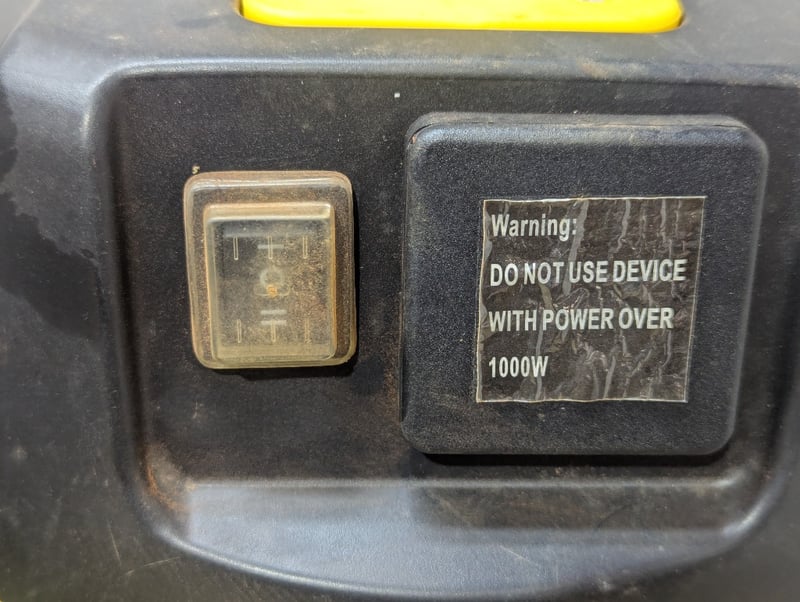 Warning:
DO NOT USE DEVICE
WITH POWER OVER
1000W